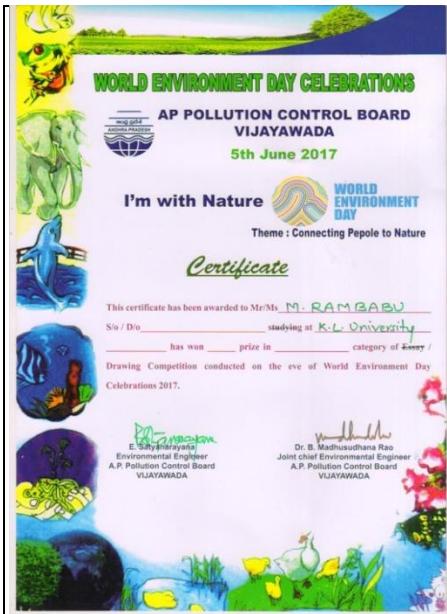 WORLD ENVIRONMENT DAY CELEBRATIONS
ANDHRA PRADESH
AP POLLUTION CONTROL BOARD
VIJAYAWADA
5th June 2017
I'm with Nature
WORLD
ENVIRONMENT
DAY
Theme : Connecting Pepole to Nature
Certificate
This certificate has been awarded to Mr/Ms M. RAMBABU
S/o / D/o studying at K.L. University
has won prize in category of Essay /
Drawing Competition conducted on the eve of World Environment Day
Celebrations 2017.
E. Satyanarayana
Environmental Engineer
A.P. Pollution Control Board
VIJAYAWADA
Dr. B. Madhusudhana Rao
Joint chief Environmental Engineer
A.P. Pollution Control Board
VIJAYAWADA